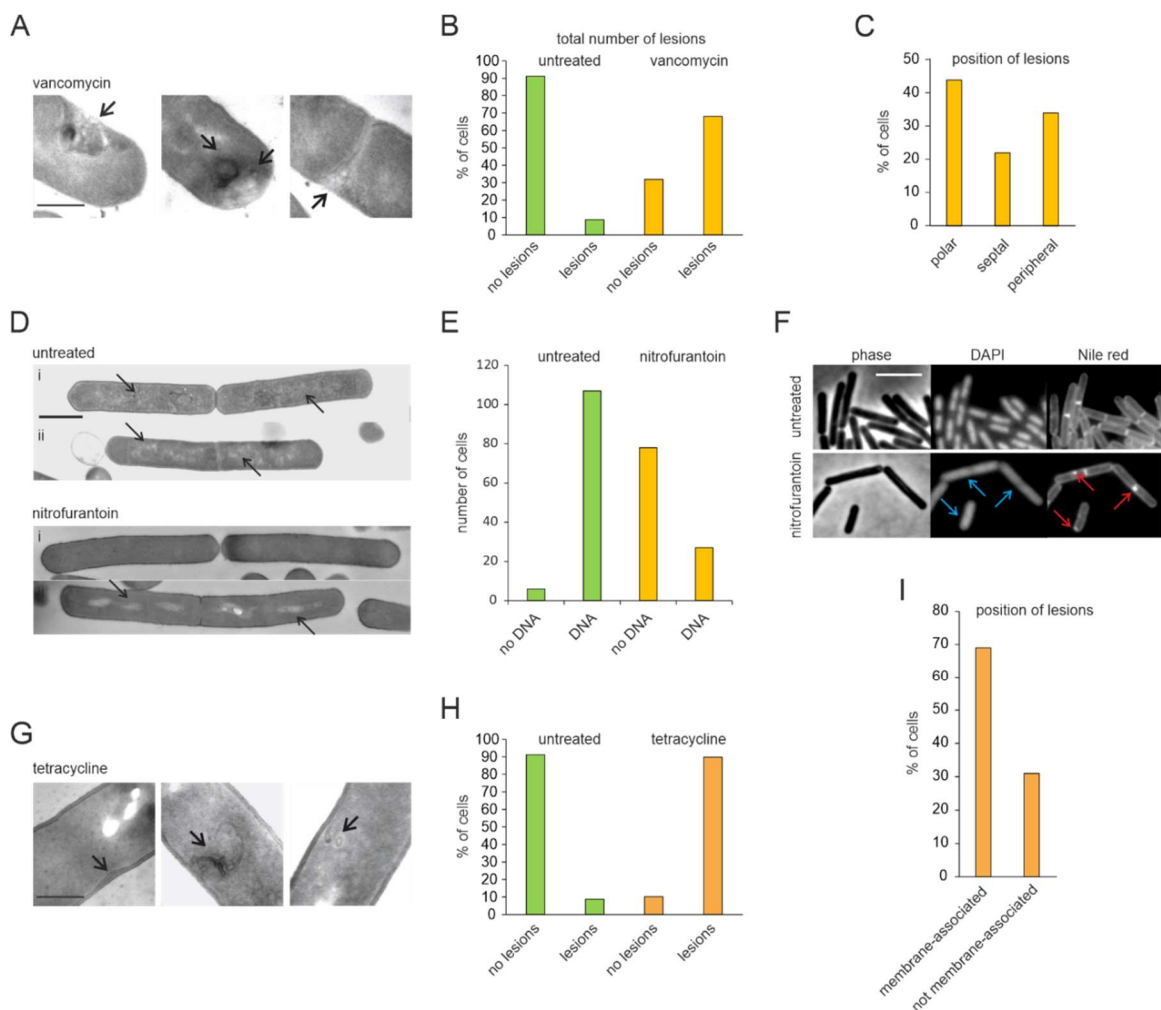 A
vancomycin
B
total number of lesions
untreated vancomycin
% of cells
100
90
80
70
60
50
40
30
20
10
0
no lesions
lesions
no lesions
lesions
C
position of lesions
% of cells
50
40
30
20
10
0
polar
septal
peripheral
D
untreated
i
ii
nitrofurantoin
i
E
untreated nitrofurantoin
number of cells
120
100
80
60
40
20
0
no DNA
DNA
no DNA
DNA
F
phase DAPI Nile red
untreated
nitrofurantoin
G
tetracycline
H
untreated tetracycline
% of cells
100
90
80
70
60
50
40
30
20
10
0
no lesions
lesions
no lesions
lesions
I
position of lesions
% of cells
80
70
60
50
40
30
20
10
0
membrane-associated
not membrane-associated